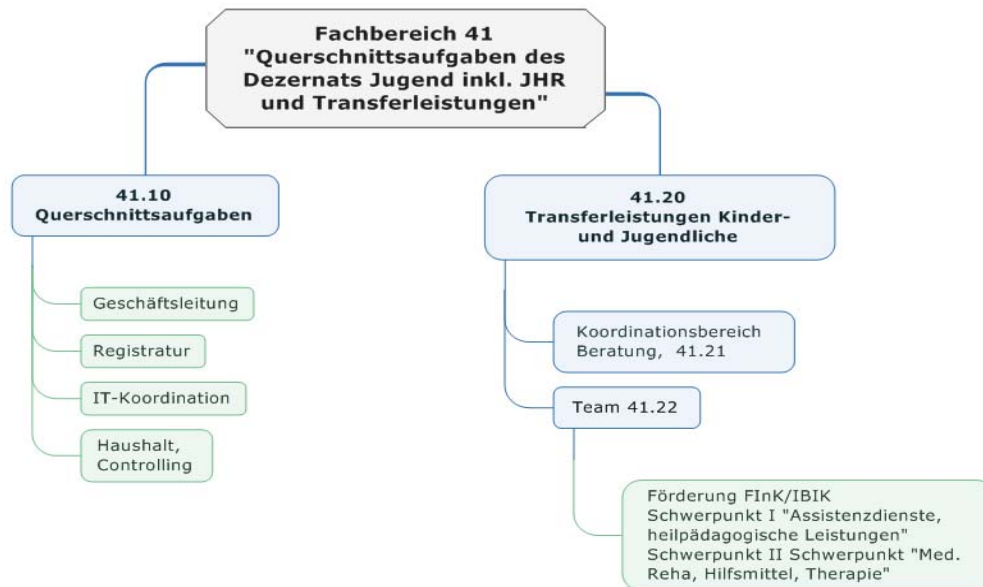 Fachbereich 41
"Querschnittsaufgaben des
Dezernats Jugend inkl. JHR
und Transferleistungen"
41.10
Querschnittsaufgaben
Geschäftsleitung
Registratur
IT-Koordination
Haushalt,
Controlling
41.20
Transferleistungen Kinder-
und Jugendliche
Koordinationsbereich
Beratung, 41.21
Team 41.22
Förderung FInK/IBIK
Schwerpunkt I "Assistenzdienste,
heilpädagogische Leistungen"
Schwerpunkt II Schwerpunkt "Med.
Reha, Hilfsmittel, Therapie"